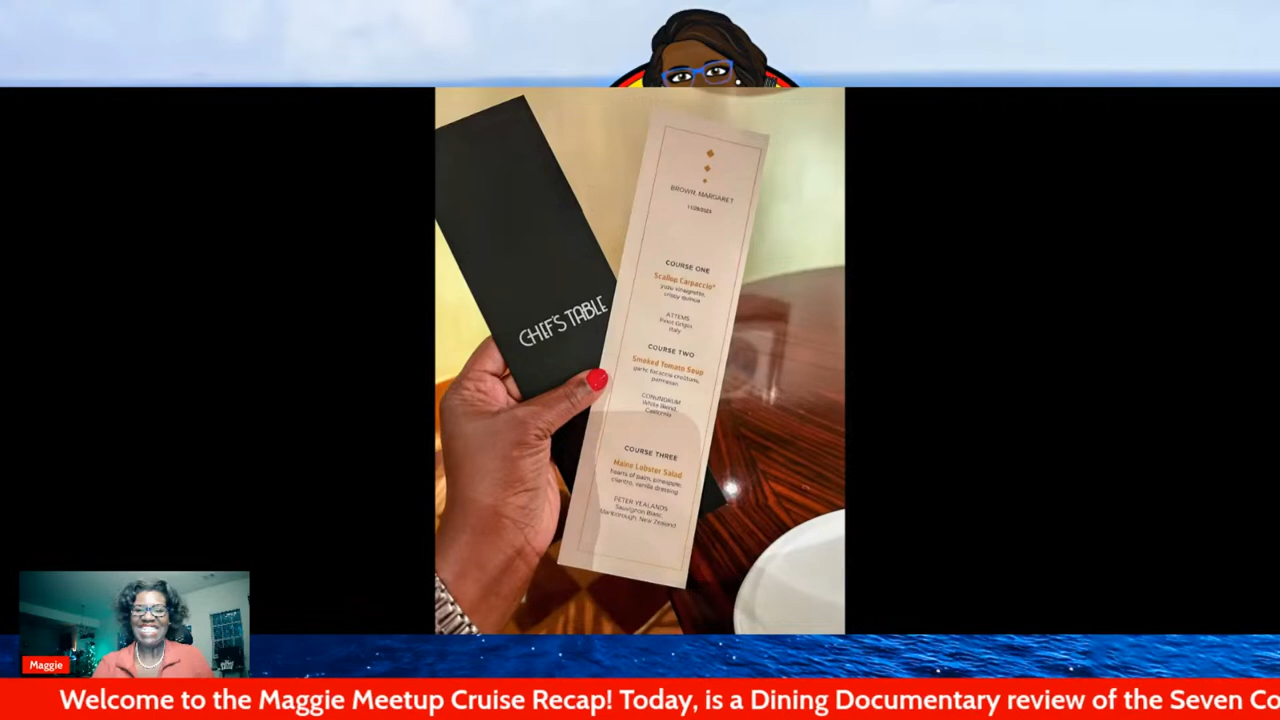 BROWN, MARGARET
CHEF'S TABLE
COURSE ONE
Scallop Carpaccio*
yuzu vinaigrette,
crispy quinoa
ATTEMS
Pinot Grigio
Italy
COURSE TWO
Smoked Tomato Soup
garlic focaccia croûtons,
parmesan
CONUNDRUM
White Blend,
California
COURSE THREE
Maine Lobster Salad
hearts of palm, pineapple,
cilantro, vanilla dressing
PETER YEALANDS
Sauvignon Blanc,
Marlborough, New Zealand
Maggie
Welcome to the Maggie Meetup Cruise Recap! Today, is a Dining Documentary review of the Seven Co